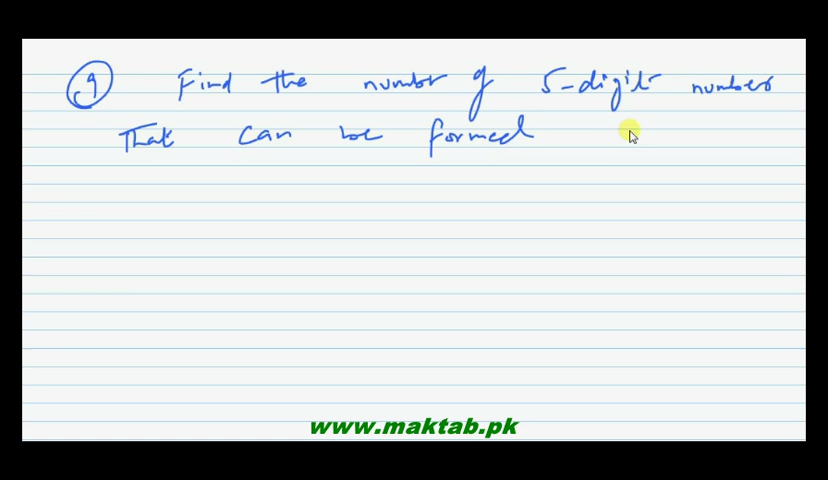 9 Find the number of 5-digit numbers
That can be formed
www.maktab.pk